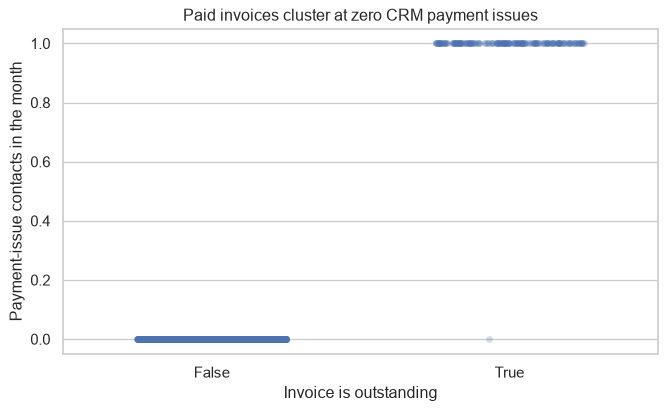 Paid invoices cluster at zero CRM payment issues
Payment-issue contacts in the month
1.0
0.8
0.6
0.4
0.2
0.0
False
True
Invoice is outstanding